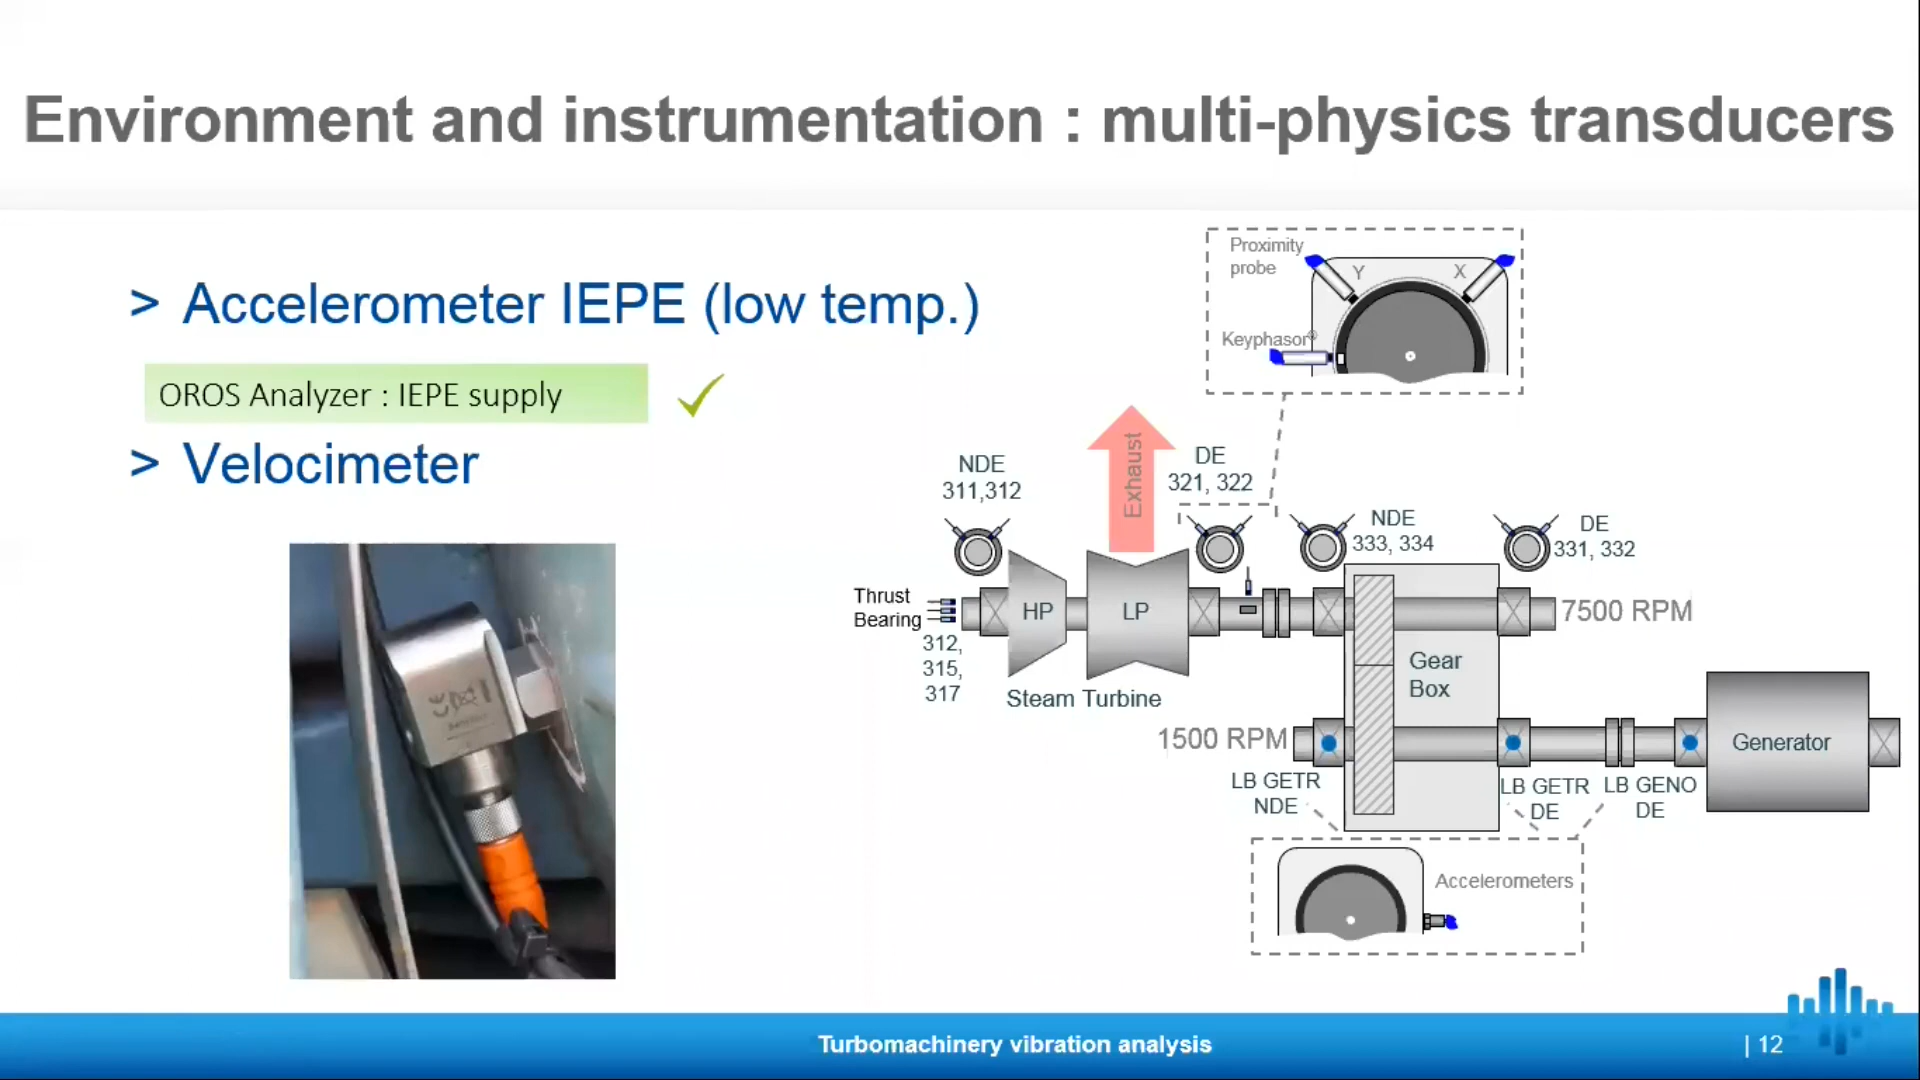 Environment and instrumentation : multi-physics transducers
> Accelerometer IEPE (low temp.)
OROS Analyzer : IEPE supply
> Velocimeter
Proximity
probe
Y
X
Keyphasor®
Exhaust
NDE
311,312
DE
321, 322
NDE
333, 334
DE
331, 332
Thrust
Bearing
312,
315,
317
HP
LP
Steam Turbine
7500 RPM
Gear
Box
1500 RPM
Generator
LB GETR
NDE
LB GETR
DE
LB GENO
DE
Accelerometers
Turbomachinery vibration analysis
| 12